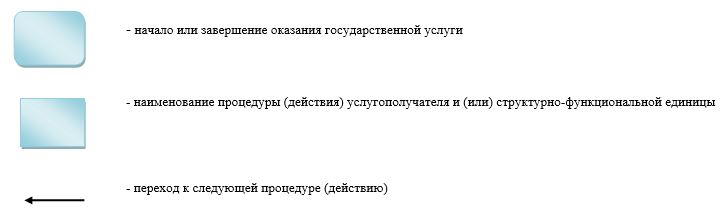 - начало или завершение оказания государственной услуги
- наименование процедуры (действия) услугополучателя и (или) структурно-функциональной единицы
- переход к следующей процедуре (действию)